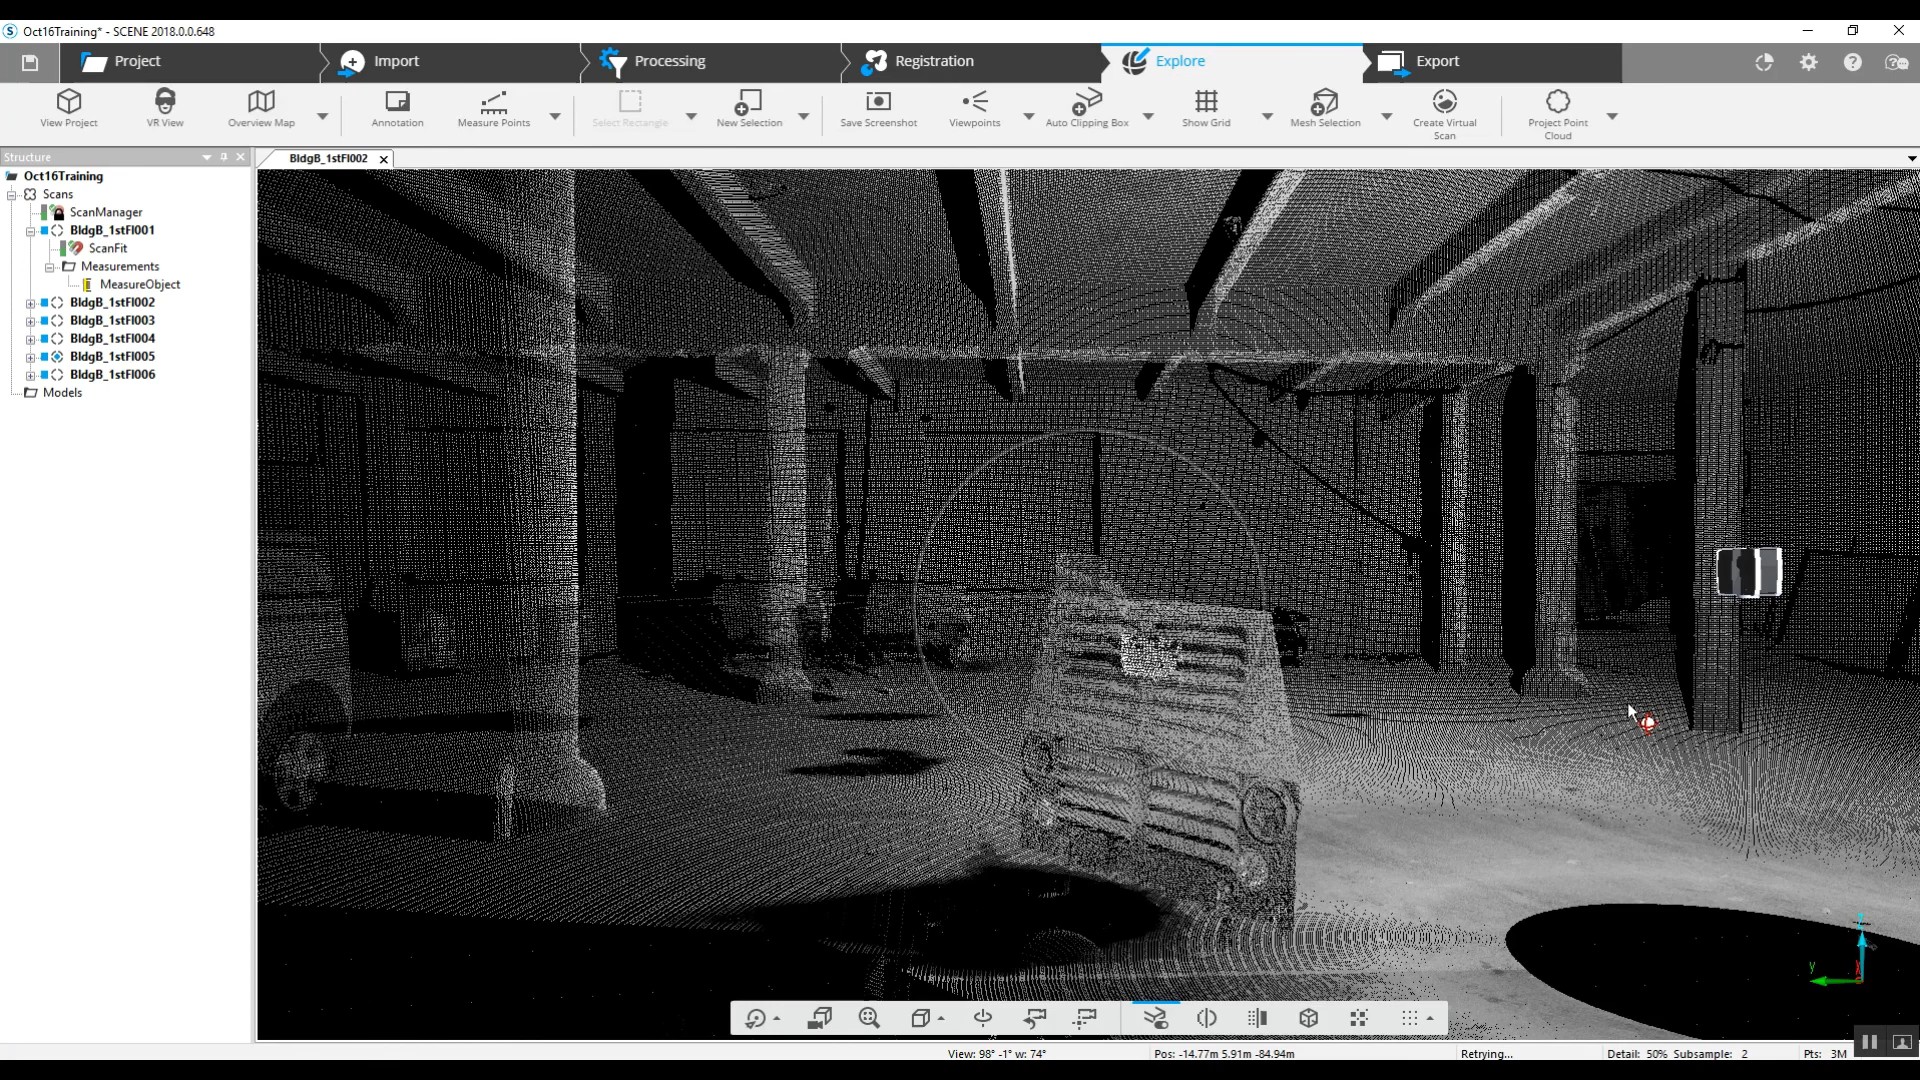 Oct16Training* - SCENE 2018.0.0.648
Project
Import
Processing
Registration
Explore
Export
View Project
VR View
Overview Map
Annotation
Measure Points
Select Rectangle
New Selection
Save Screenshot
Viewpoints
Auto Clipping Box
Show Grid
Mesh Selection
Create Virtual
Scan
Project Point
Cloud
Structure
BldgB_1stFl002
Oct16Training
Scans
ScanManager
BldgB_1stFl001
ScanFit
Measurements
MeasureObject
BldgB_1stFl002
BldgB_1stFl003
BldgB_1stFl004
BldgB_1stFl005
BldgB_1stFl006
Models
y
View: 98° -1° w: 74°
Pos: -14.77m 5.91m -84.94m
Retrying...
Detail: 50% Subsample: 2
Pts: 3M